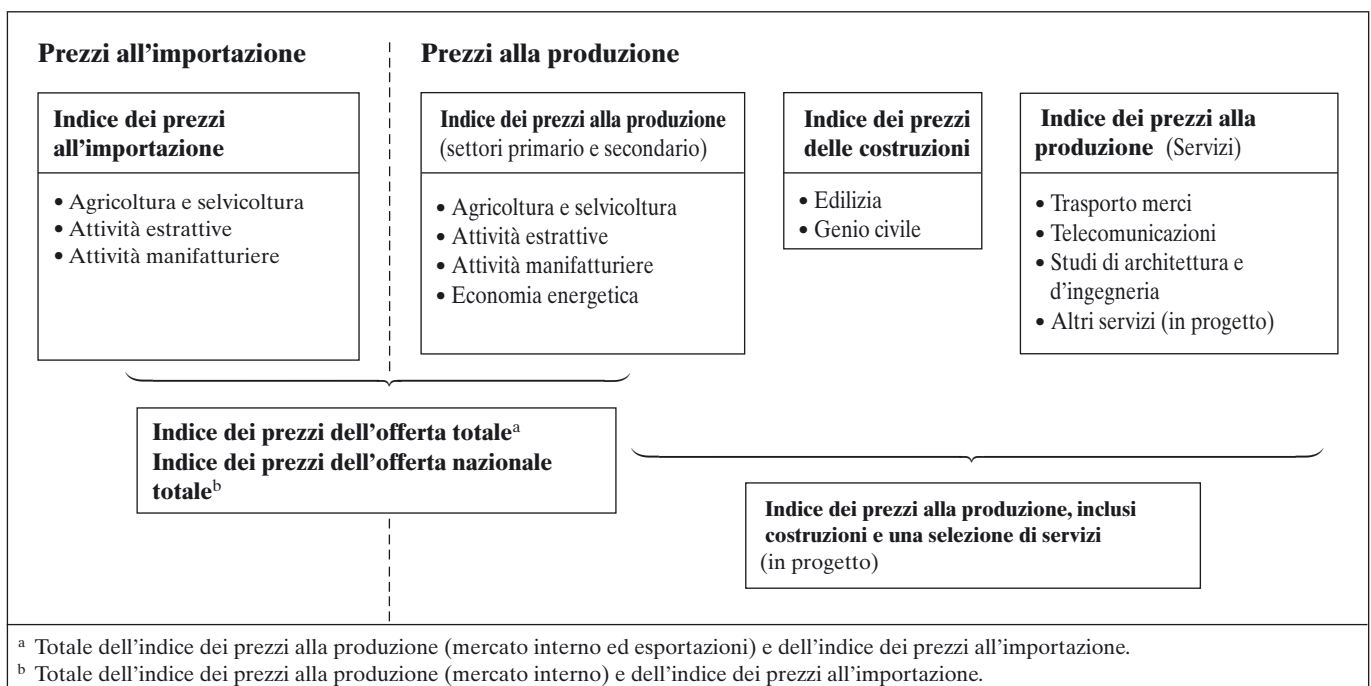 Prezzi all’importazione
Prezzi alla produzione
Indice dei prezzi
all’importazione
• Agricoltura e selvicoltura
• Attività estrattive
• Attività manifatturiere
Indice dei prezzi alla produzione
(settori primario e secondario)
• Agricoltura e selvicoltura
• Attività estrattive
• Attività manifatturiere
• Economia energetica
Indice dei prezzi
delle costruzioni
• Edilizia
• Genio civile
Indice dei prezzi alla
produzione (Servizi)
• Trasporto merci
• Telecomunicazioni
• Studi di architettura e
d’ingegneria
• Altri servizi (in progetto)
Indice dei prezzi dell’offerta totaleᵃ
Indice dei prezzi dell’offerta nazionale
totaleᵇ
Indice dei prezzi alla produzione, inclusi
costruzioni e una selezione di servizi
(in progetto)
ᵃ Totale dell’indice dei prezzi alla produzione (mercato interno ed esportazioni) e dell’indice dei prezzi all’importazione.
ᵇ Totale dell’indice dei prezzi alla produzione (mercato interno) e dell’indice dei prezzi all’importazione.